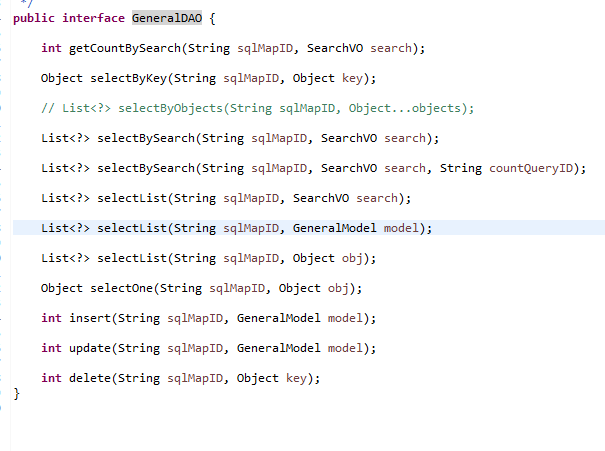 */
public interface GeneralDAO {
int getCountBySearch(String sqlMapID, SearchVO search);
Object selectByKey(String sqlMapID, Object key);
// List<?> selectByObjects(String sqlMapID, Object...objects);
List<?> selectBySearch(String sqlMapID, SearchVO search);
List<?> selectBySearch(String sqlMapID, SearchVO search, String countQueryID);
List<?> selectList(String sqlMapID, SearchVO search);
List<?> selectList(String sqlMapID, GeneralModel model);
List<?> selectList(String sqlMapID, Object obj);
Object selectOne(String sqlMapID, Object obj);
int insert(String sqlMapID, GeneralModel model);
int update(String sqlMapID, GeneralModel model);
int delete(String sqlMapID, Object key);
}